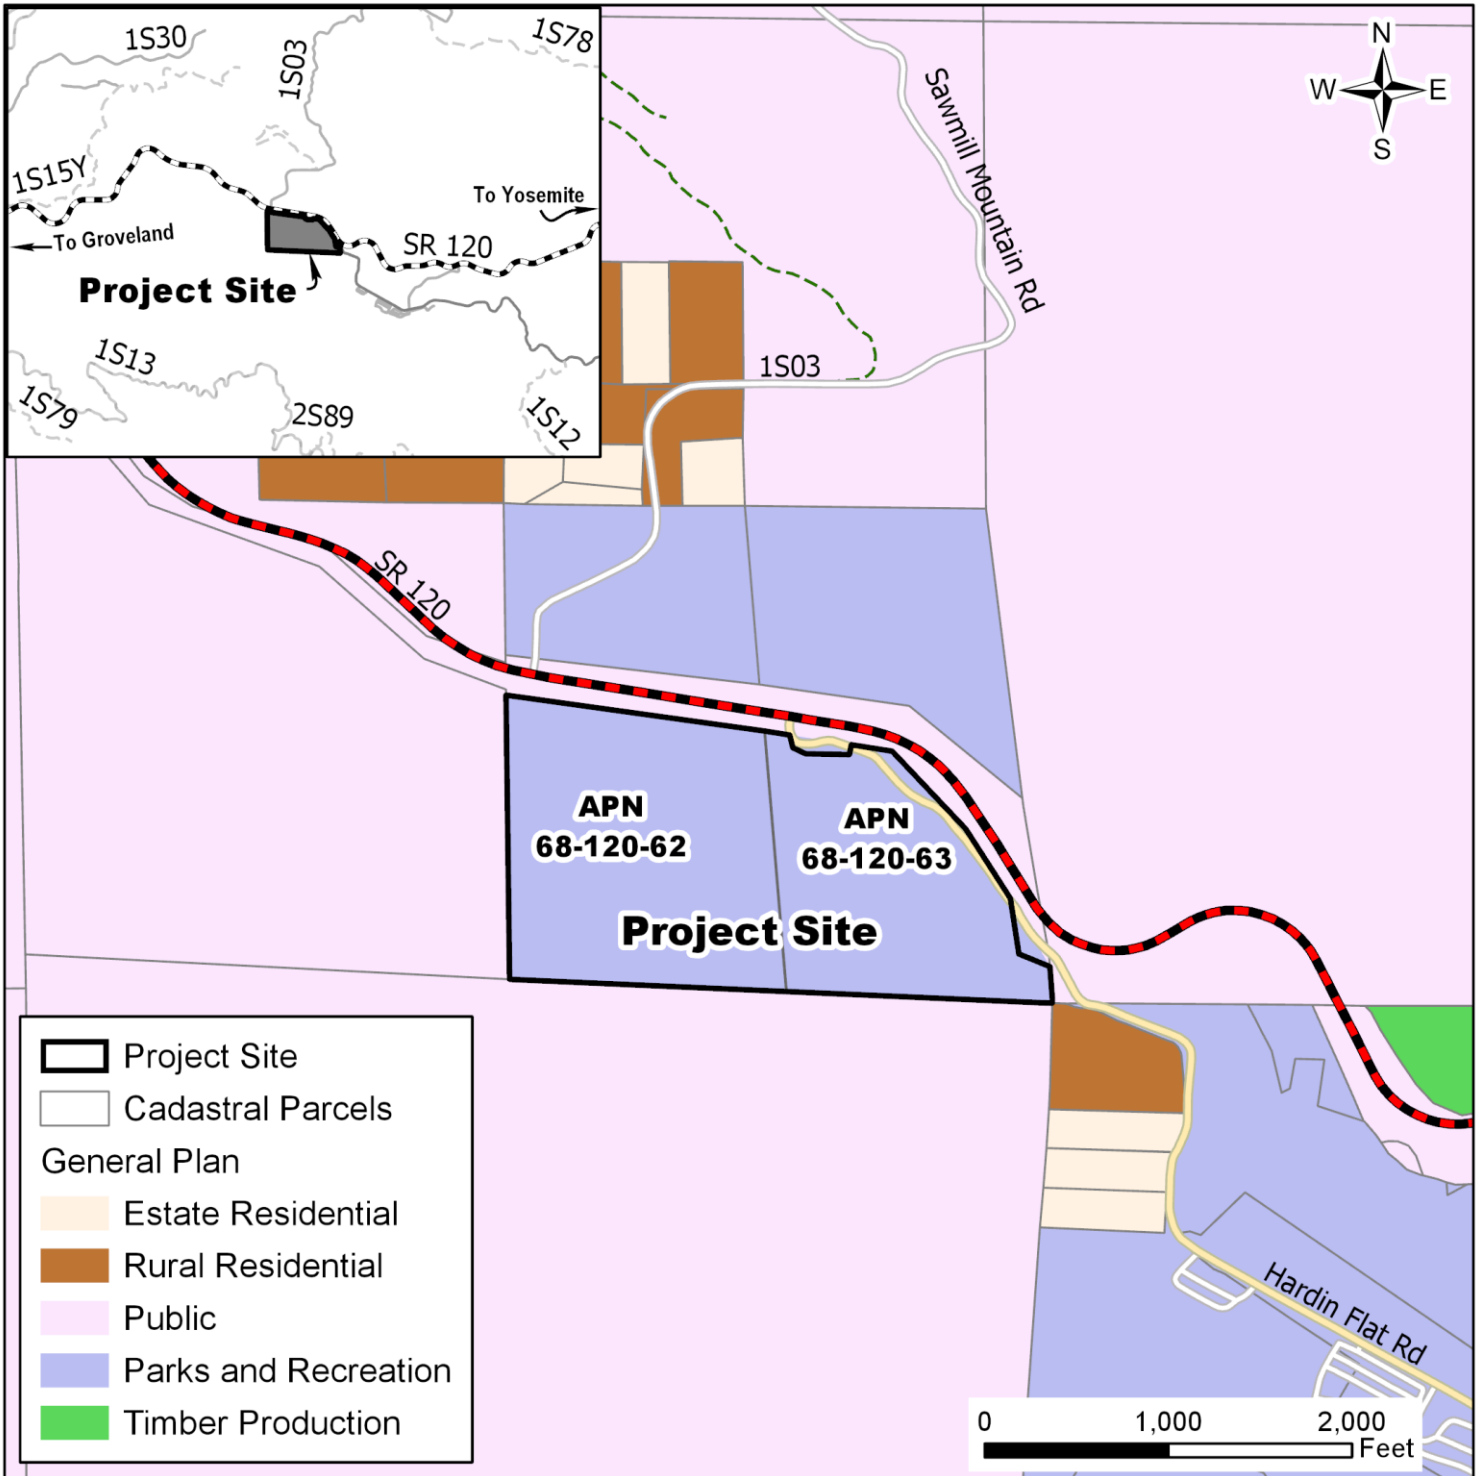 1S30
1S03
1S78
1S15Y
To Yosemite
To Groveland
SR 120
Project Site
1S13
1S79
2S89
1S12
N
W E
S
Sawmill Mountain Rd
1S03
SR 120
APN
68-120-62
APN
68-120-63
Project Site
Project Site
Cadastral Parcels
General Plan
Estate Residential
Rural Residential
Public
Parks and Recreation
Timber Production
Hardin Flat Rd
0 1,000 2,000
Feet